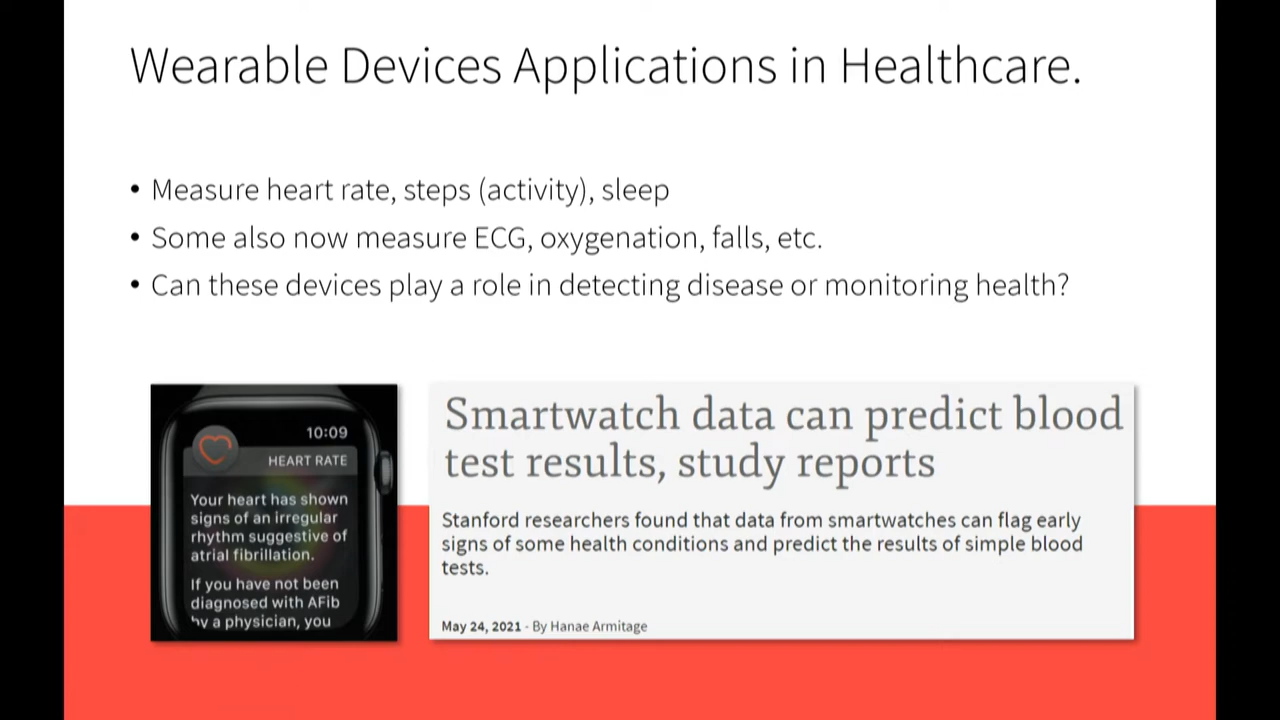 Wearable Devices Applications in Healthcare.
• Measure heart rate, steps (activity), sleep
• Some also now measure ECG, oxygenation, falls, etc.
• Can these devices play a role in detecting disease or monitoring health?
10:09
HEART RATE
Your heart has shown
signs of an irregular
rhythm suggestive of
atrial fibrillation.
If you have not been
diagnosed with AFib
by a physician, you
Smartwatch data can predict blood
test results, study reports
Stanford researchers found that data from smartwatches can flag early
signs of some health conditions and predict the results of simple blood
tests.
May 24, 2021 - By Hanae Armitage